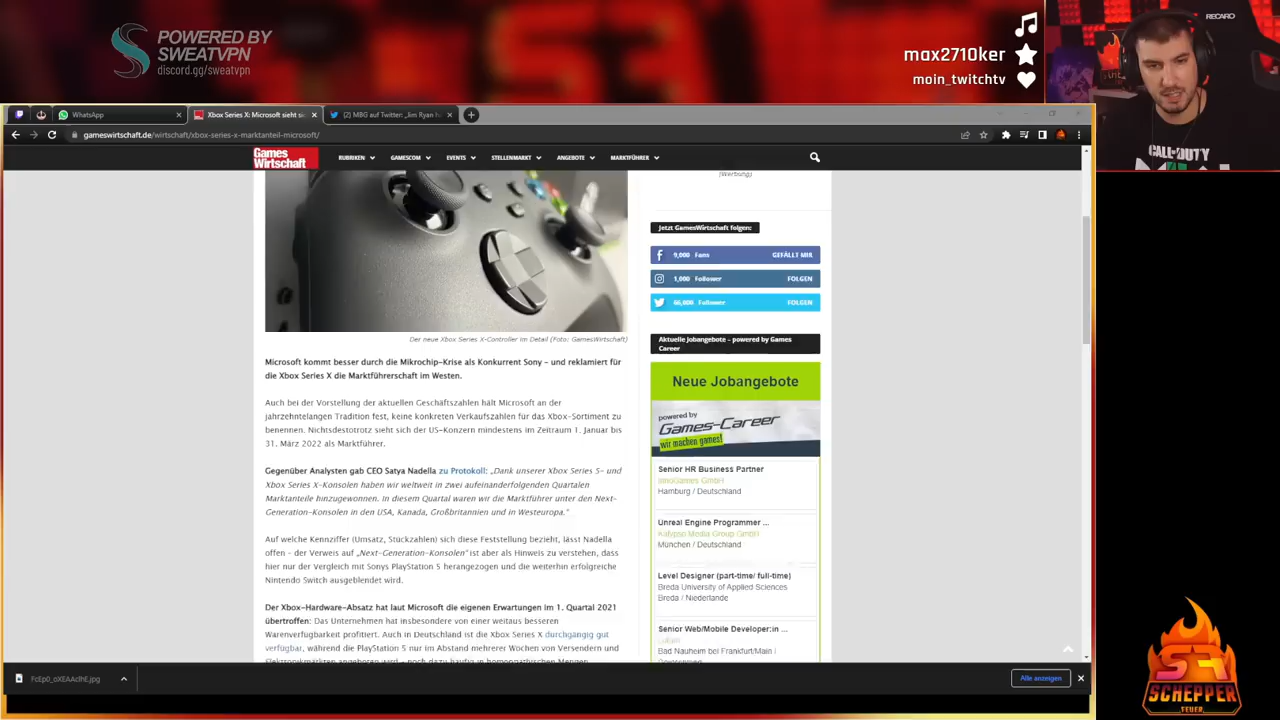 POWERED BY
SWEATVPN
discord.gg/sweatvpn
max2710ker
moin_twitchtv
RECARO
CALL°DUTY
WhatsApp
Xbox Series X: Microsoft sieht si
(2) MBG auf Twitter: „Jim Ryan h
gameswirtschaft.de/wirtschaft/xbox-series-x-marktanteil-microsoft/
Games
Wirtschaft
RUBRIKEN
GAMESCOM
EVENTS
STELLENMARKT
ANGEBOTE
MARKTFÜHRER
(Werbung)
Der neue Xbox Series X-Controller im Detail (Foto: GamesWirtschaft)
Microsoft kommt besser durch die Mikrochip-Krise als Konkurrent Sony – und reklamiert für
die Xbox Series X die Marktführerschaft im Westen.
Auch bei der Vorstellung der aktuellen Geschäftszahlen hält Microsoft an der
jahrzehntelangen Tradition fest, keine konkreten Verkaufszahlen für das Xbox-Sortiment zu
benennen. Nichtsdestotrotz sieht sich der US-Konzern mindestens im Zeitraum 1. Januar bis
31. März 2022 als Marktführer.
Gegenüber Analysten gab CEO Satya Nadella zu Protokoll: „Dank unserer Xbox Series S- und
Xbox Series X-Konsolen haben wir weltweit in zwei aufeinanderfolgenden Quartalen
Marktanteile hinzugewonnen. In diesem Quartal waren wir die Marktführer unter den Next-
Generation-Konsolen in den USA, Kanada, Großbritannien und in Westeuropa.“
Auf welche Kennziffer (Umsatz, Stückzahlen) sich diese Feststellung bezieht, lässt Nadella
offen – der Verweis auf „Next-Generation-Konsolen“ ist aber als Hinweis zu verstehen, dass
hier nur der Vergleich mit Sonys PlayStation 5 herangezogen und die weiterhin erfolgreiche
Nintendo Switch ausgeblendet wird.
Der Xbox-Hardware-Absatz hat laut Microsoft die eigenen Erwartungen im 1. Quartal 2021
übertroffen: Das Unternehmen hat insbesondere von einer weitaus besseren
Warenverfügbarkeit profitiert. Auch in Deutschland ist die Xbox Series X durchgängig gut
verfügbar, während die PlayStation 5 nur im Abstand mehrerer Wochen von Versendern und
Elektronikmärkten angeboten wird – noch dazu häufig in homöopathischen Mengen.
Jetzt GamesWirtschaft folgen:
9,000 Fans
GEFÄLLT MIR
1,000 Follower
FOLGEN
Follower
FOLGEN
Aktuelle Jobangebote – powered by Games
Career
Neue Jobangebote
powered by
Games-Career
wir machen games!
Senior HR Business Partner
InnoGames GmbH
Hamburg / Deutschland
Unreal Engine Programmer ...
Kalypso Media Group GmbH
München / Deutschland
Level Designer (part-time/ full-time)
Breda University of Applied Sciences
Breda / Niederlande
Senior Web/Mobile Developer:in ...
Bad Nauheim bei Frankfurt/Main |
FcEp0_oXEAAclhE.jpg
Alle anzeigen
SCHEPPER
FEUER